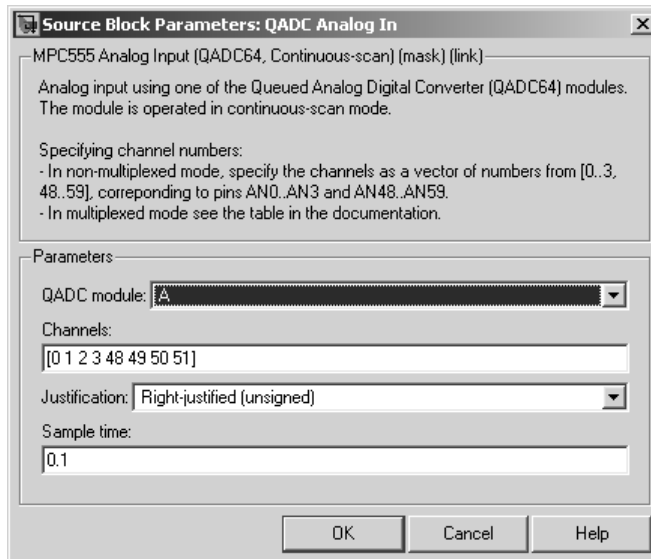 Source Block Parameters: QADC Analog In
MPC555 Analog Input (QADC64, Continuous-scan) (mask) (link)
Analog input using one of the Queued Analog Digital Converter (QADC64) modules.
The module is operated in continuous-scan mode.
Specifying channel numbers:
- In non-multiplexed mode, specify the channels as a vector of numbers from [0..3,
48..59], correponding to pins AN0..AN3 and AN48..AN59.
- In multiplexed mode see the table in the documentation.
Parameters
QADC module: A
Channels:
[0 1 2 3 48 49 50 51]
Justification: Right-justified (unsigned)
Sample time:
0.1
OK Cancel Help